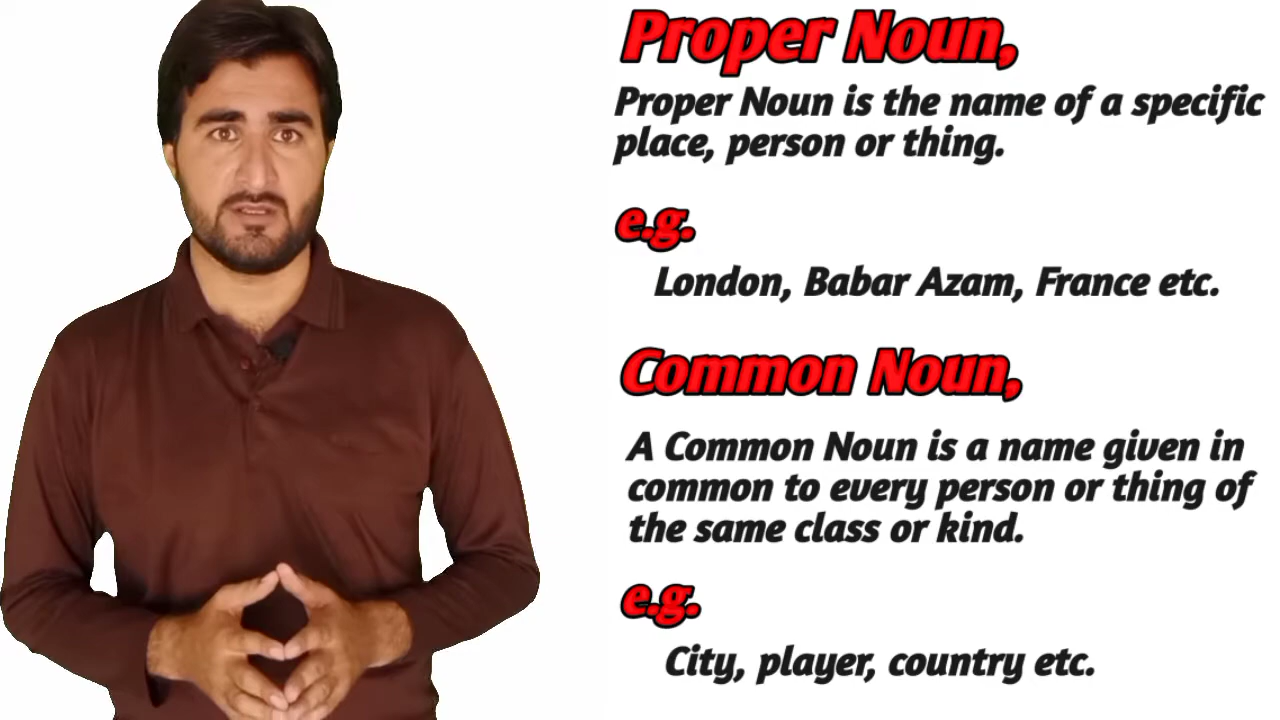 Proper Noun,
Proper Noun is the name of a specific
place, person or thing.
e.g.
London, Babar Azam, France etc.
Common Noun,
A Common Noun is a name given in
common to every person or thing of
the same class or kind.
e.g.
City, player, country etc.